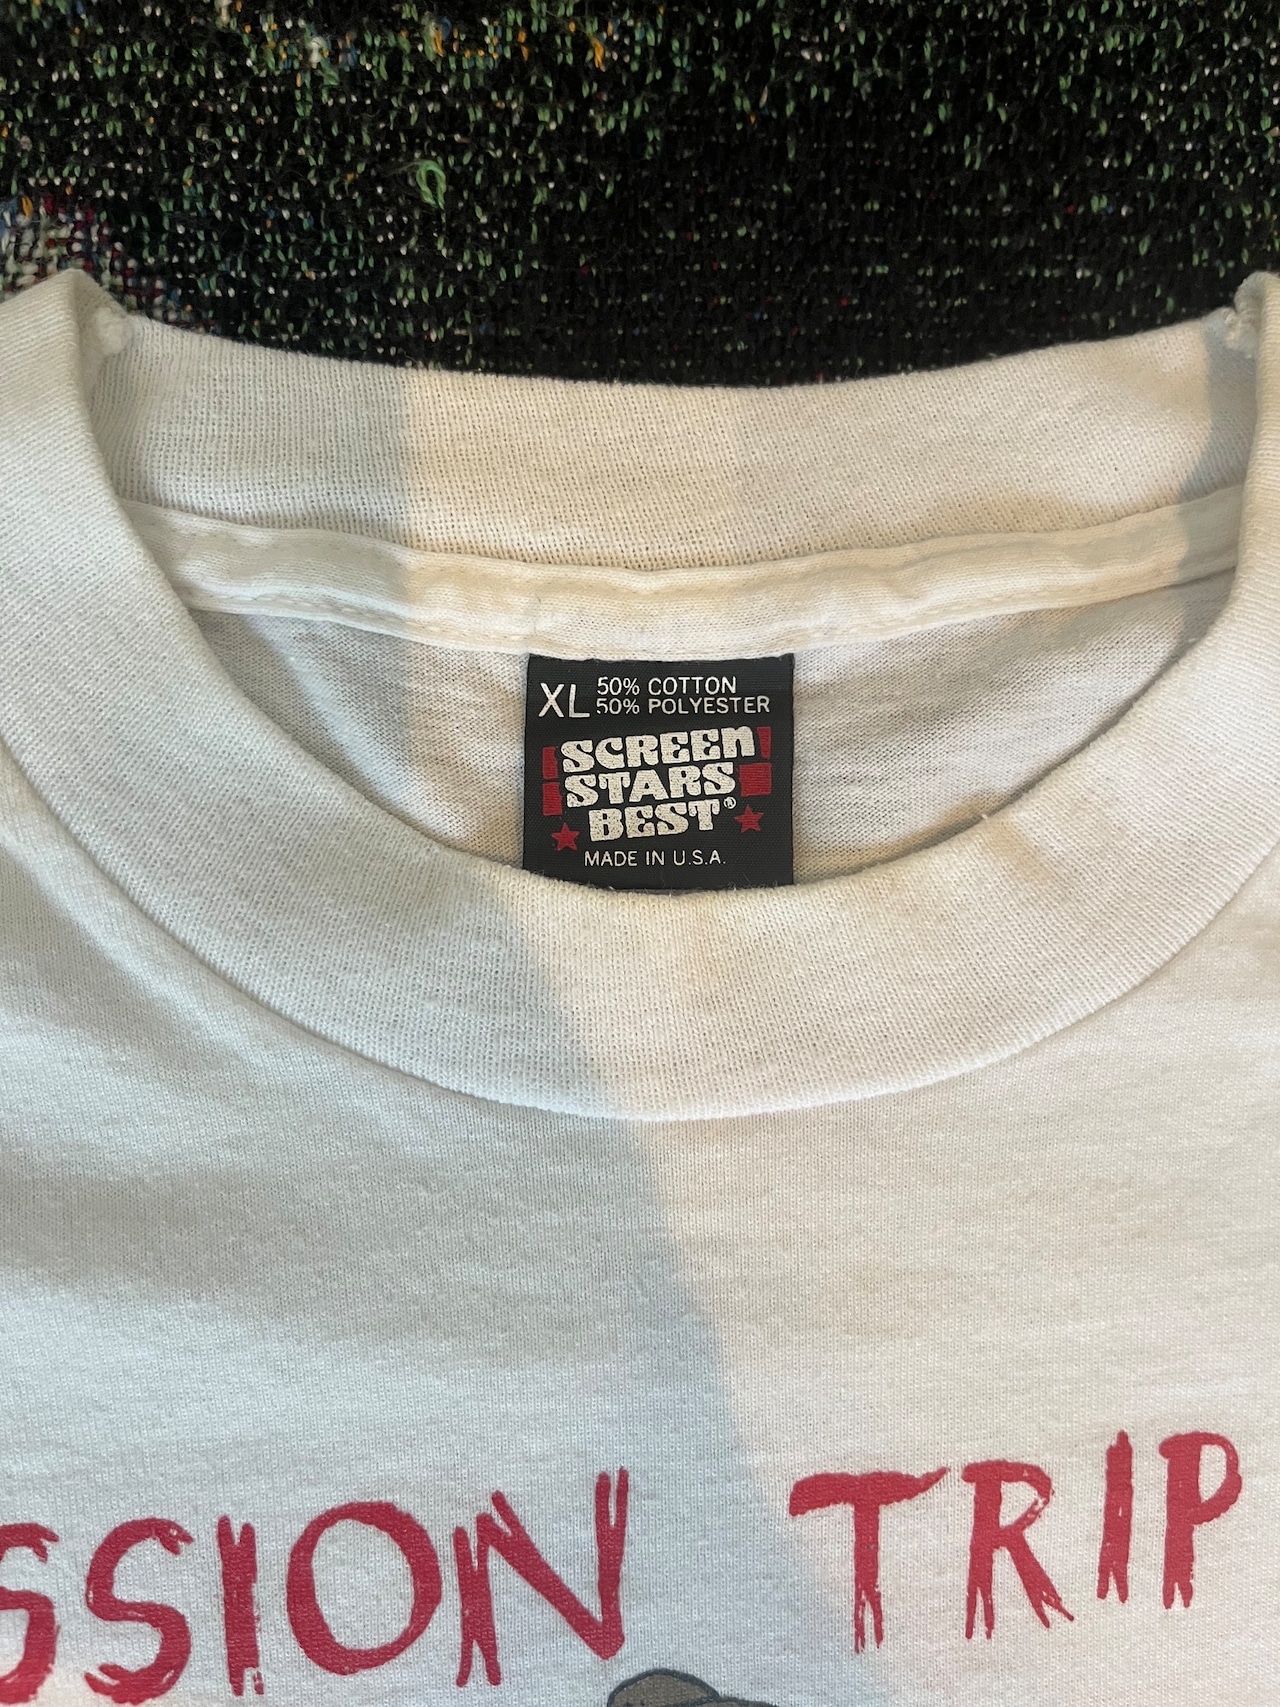 XL 50% COTTON
50% POLYESTER
SCREEN
STARS
BEST®
MADE IN U.S.A.
SSION TRIP